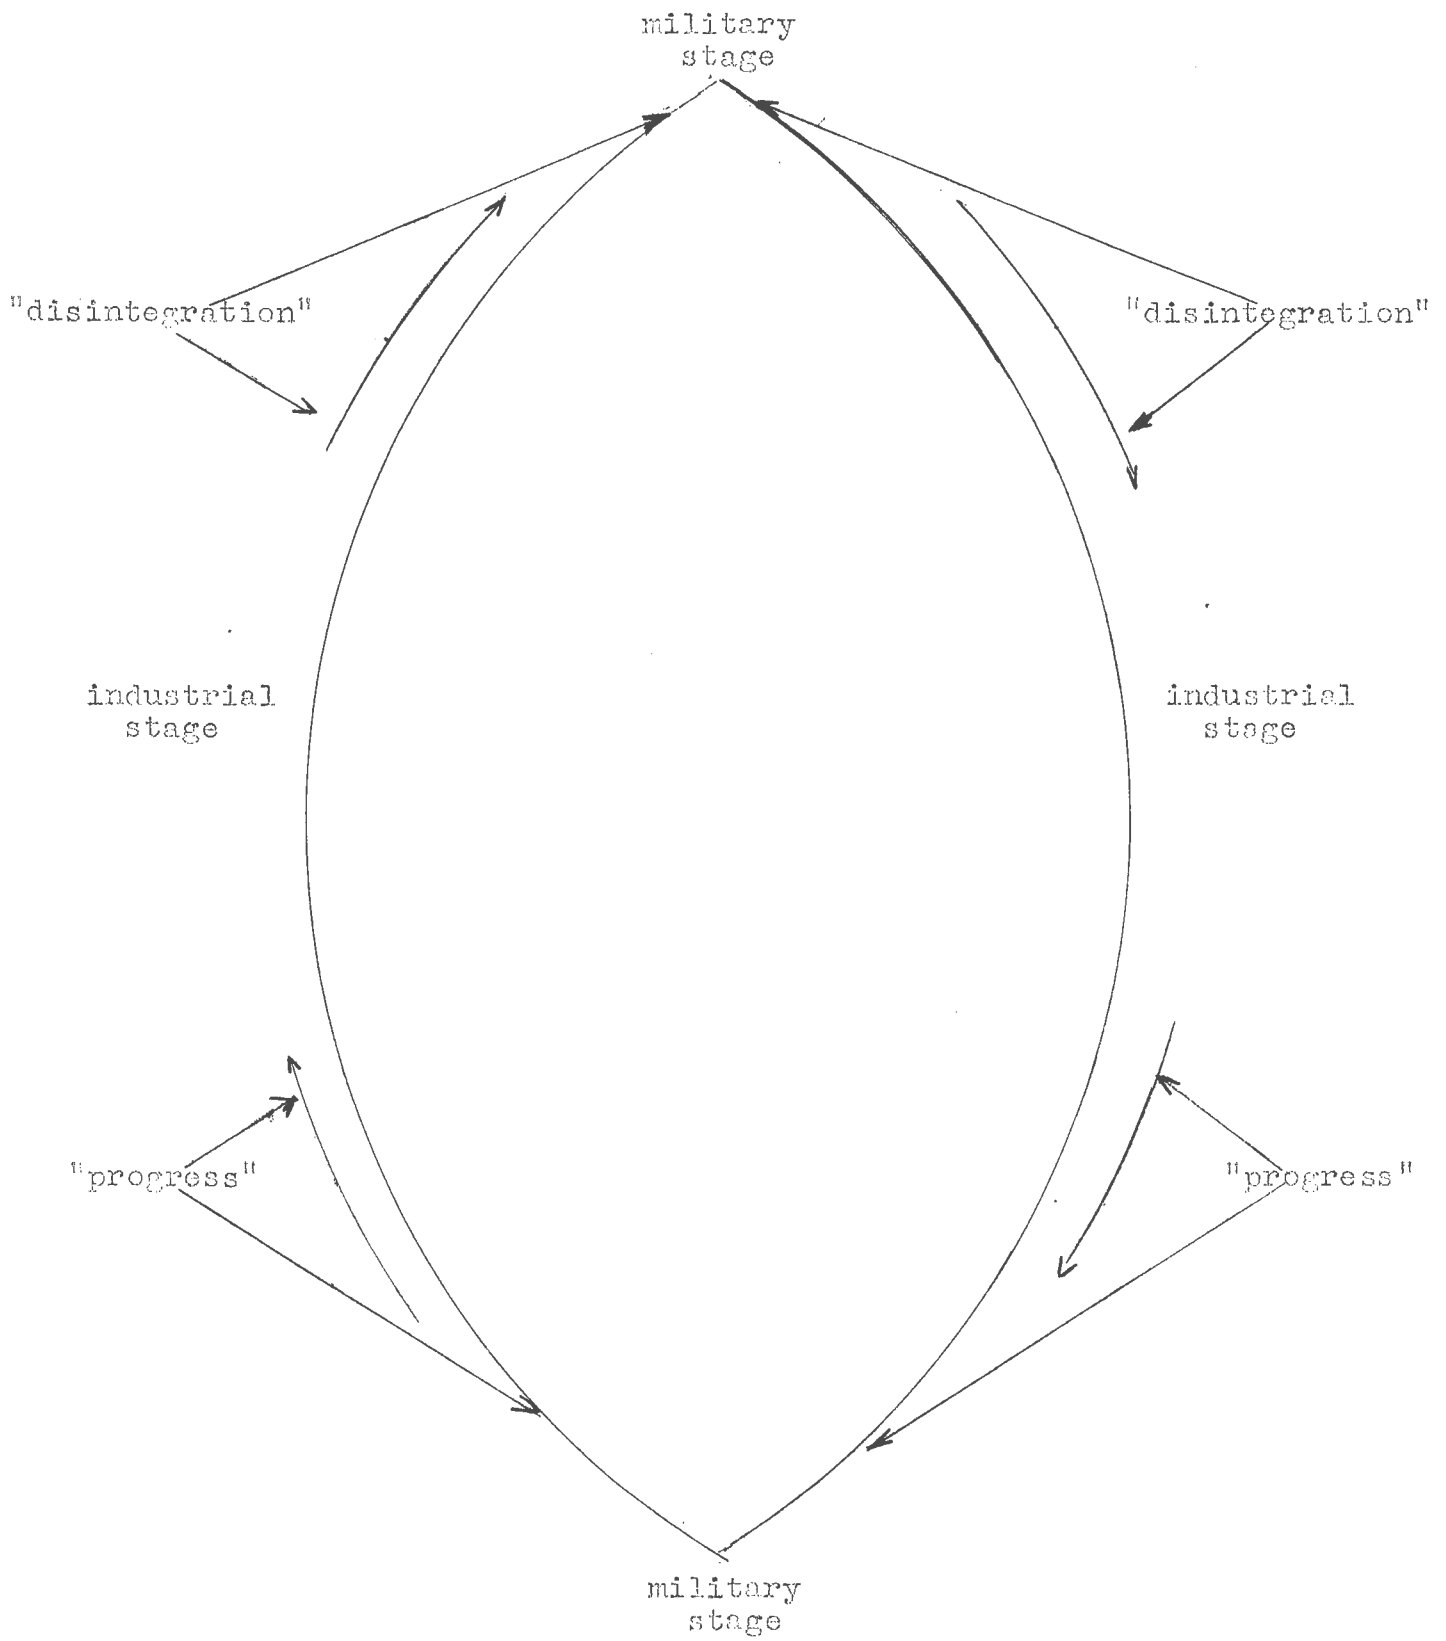 military
stage
"disintegration"
"disintegration"
industrial
stage
industrial
stage
"progress"
"progress"
military
stage